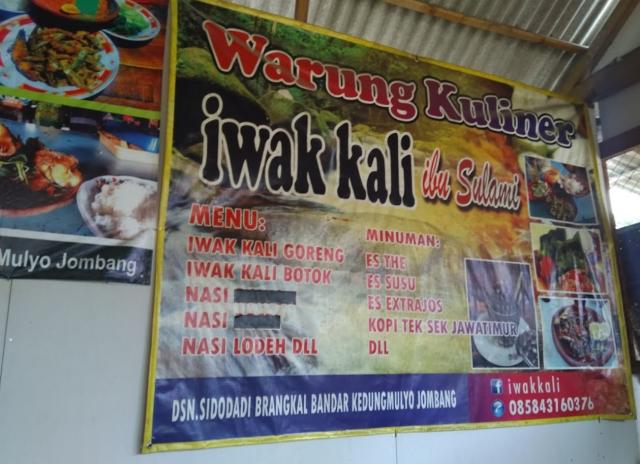 Mulyo Jombang
Warung Kuliner
iwak kali ibu Sulami
MENU:
IWAK KALI GORENG
IWAK KALI BOTOK
NASI
NASI
NASI LODEH DLL
MINUMAN:
ES THE
ES SUSU
ES EXTRAJOS
KOPI TEK SEK JAWATIMUR
DLL
DSN.SIDODADI BRANGKAL BANDAR KEDUNGMULYO JOMBANG
iwakkali
085843160376